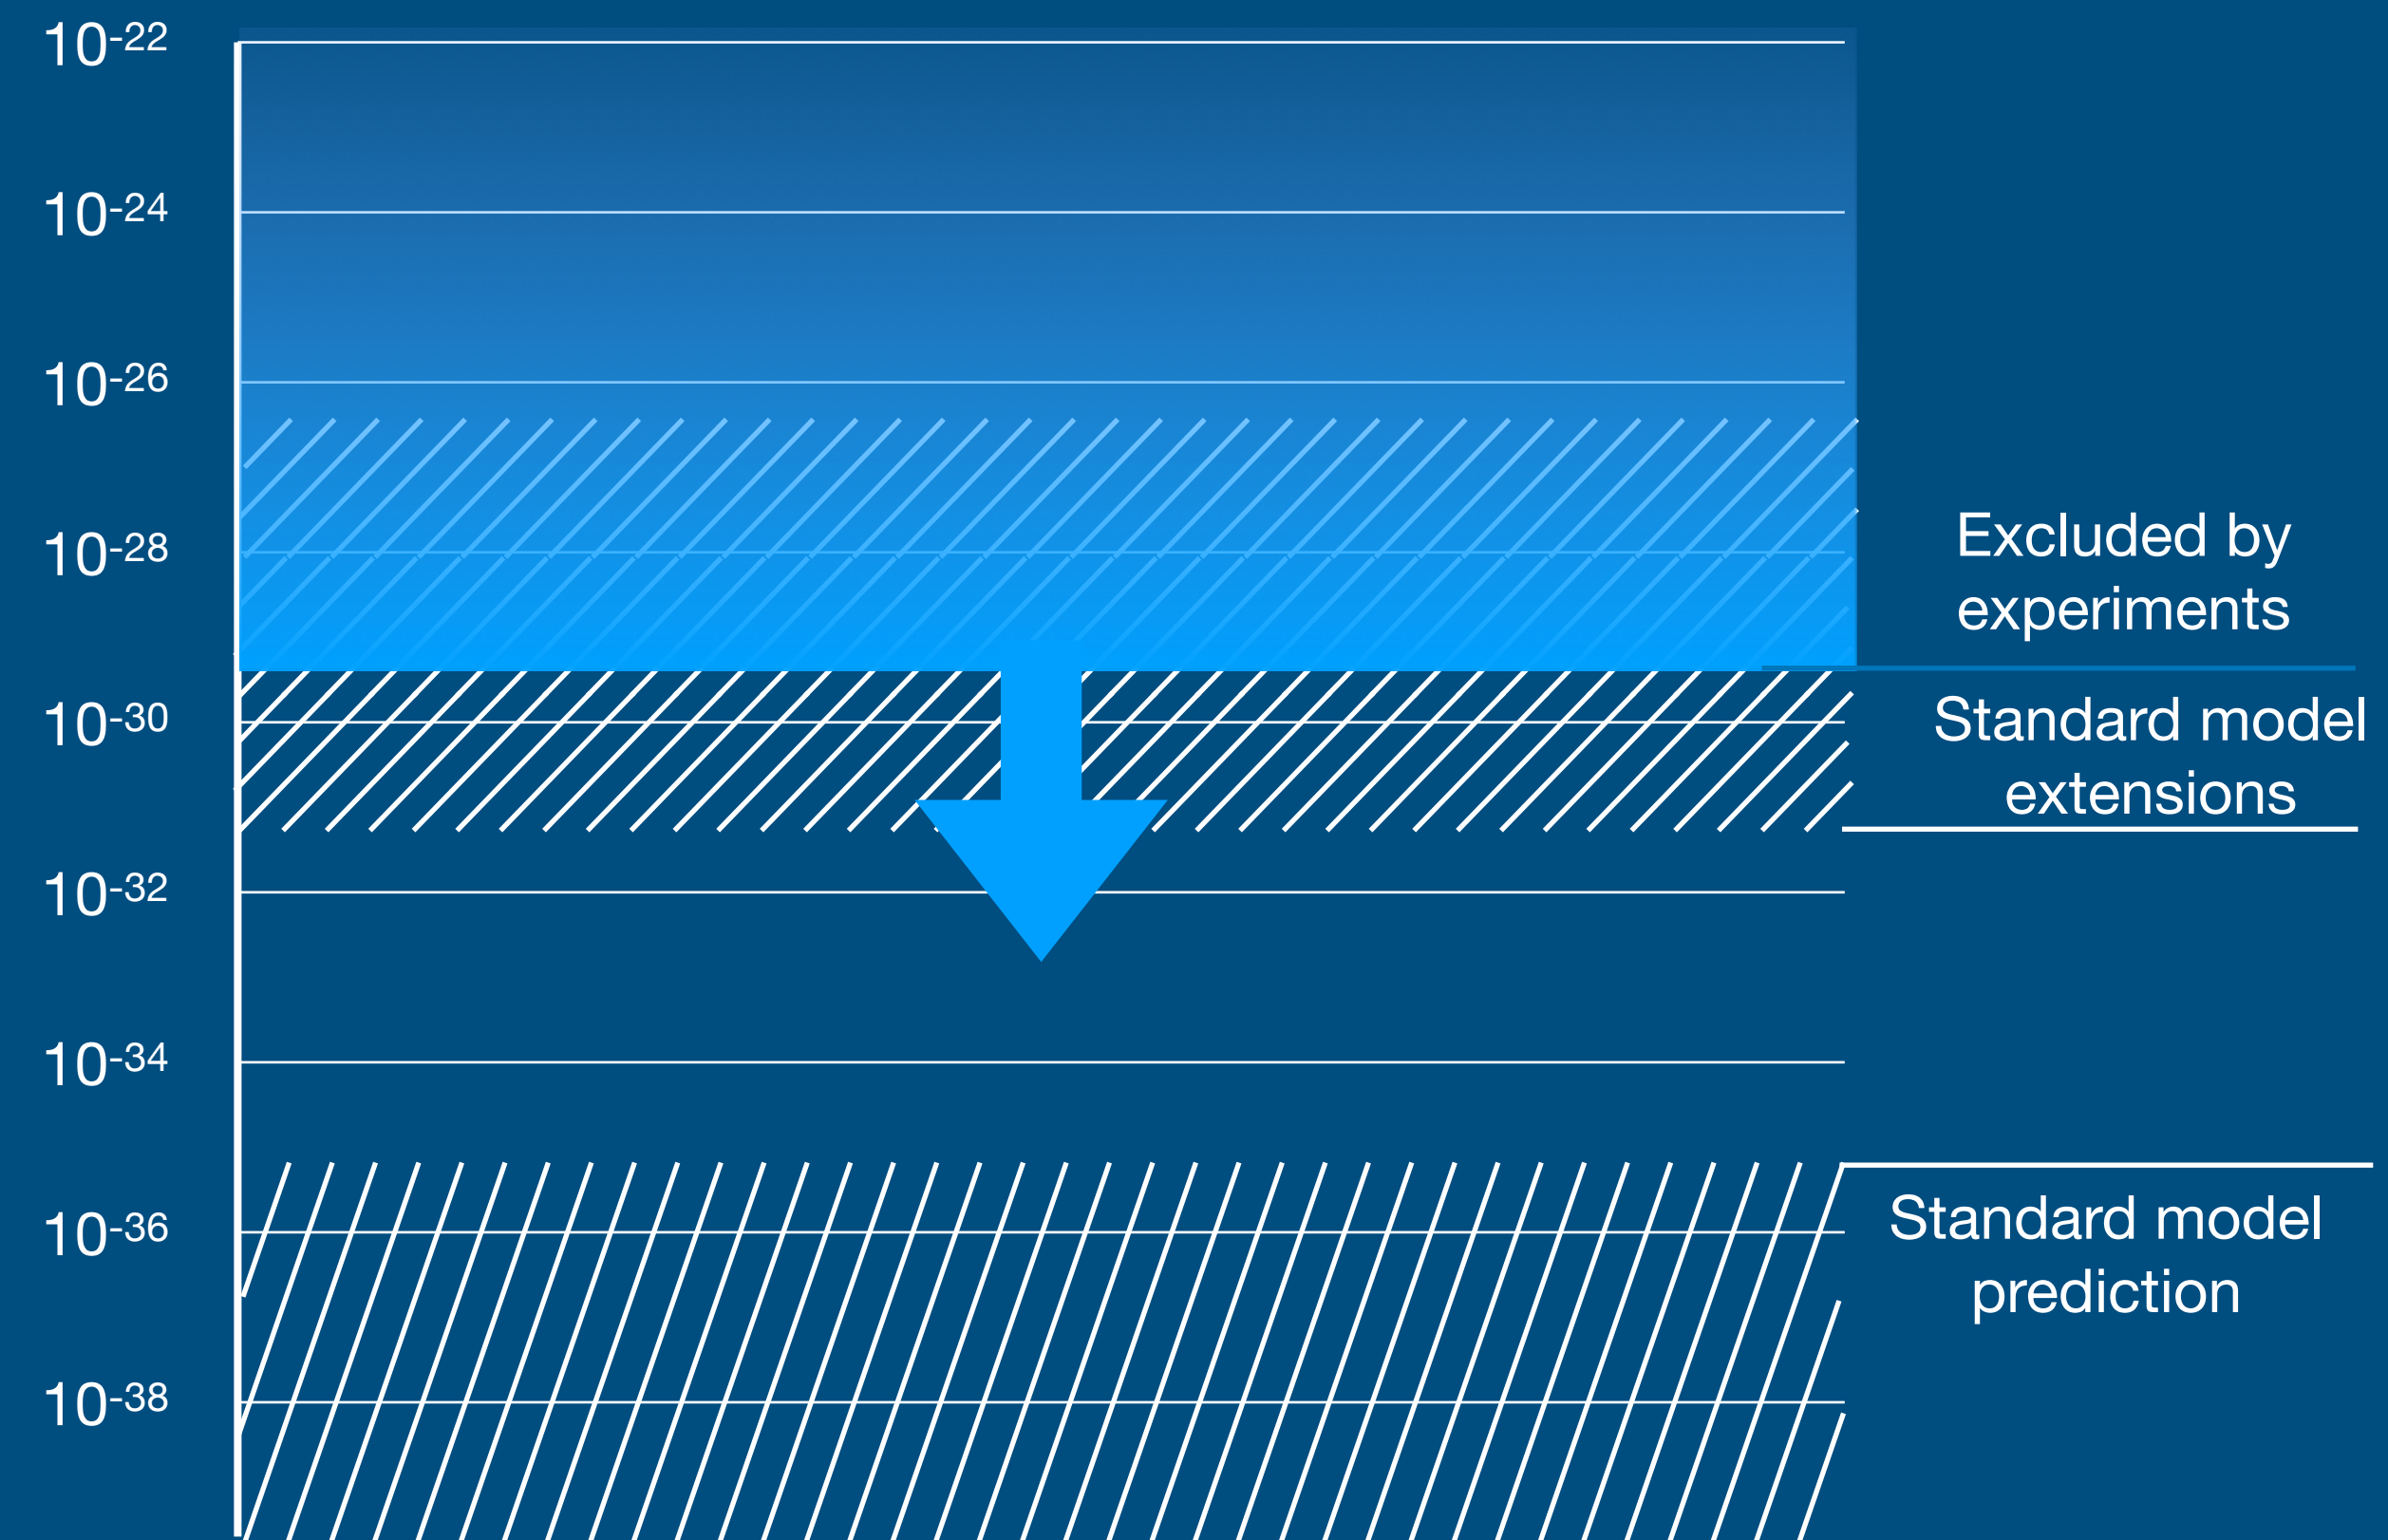 10-22
10-24
10-26
10-28
Excluded by
experiments
10-30
Standard model
extensions
10-32
10-34
10-36
Standard model
prediction
10-38